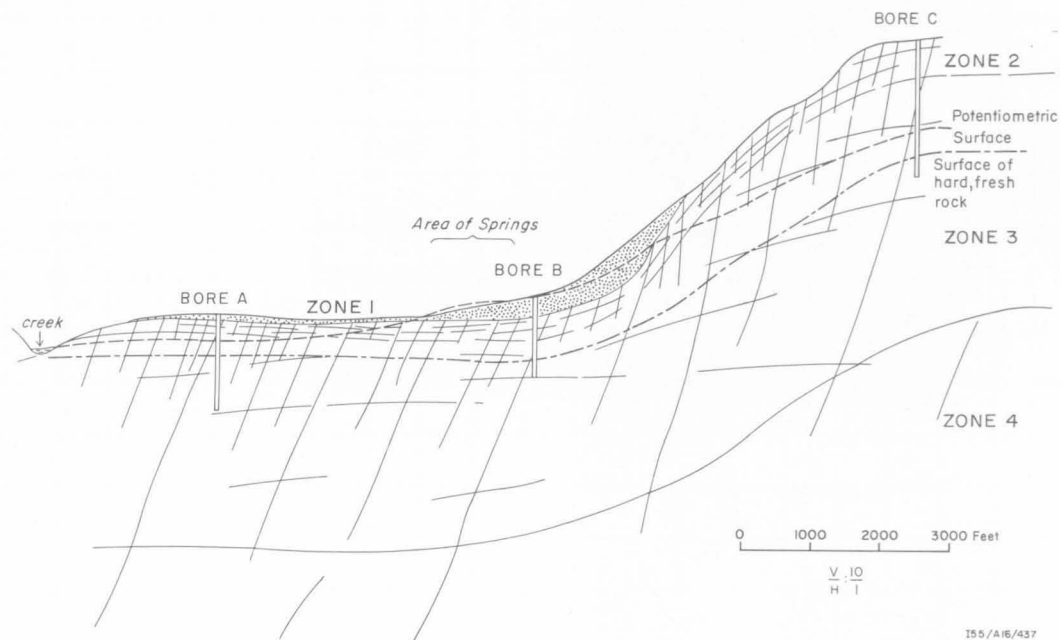 BORE C
ZONE 2
Potentiometric
Surface
Surface of
hard, fresh
rock
ZONE 3
Area of Springs
BORE B
BORE A
ZONE 1
creek
ZONE 4
0 1000 2000 3000 Feet
V/H : 10/1
I55/A16/437